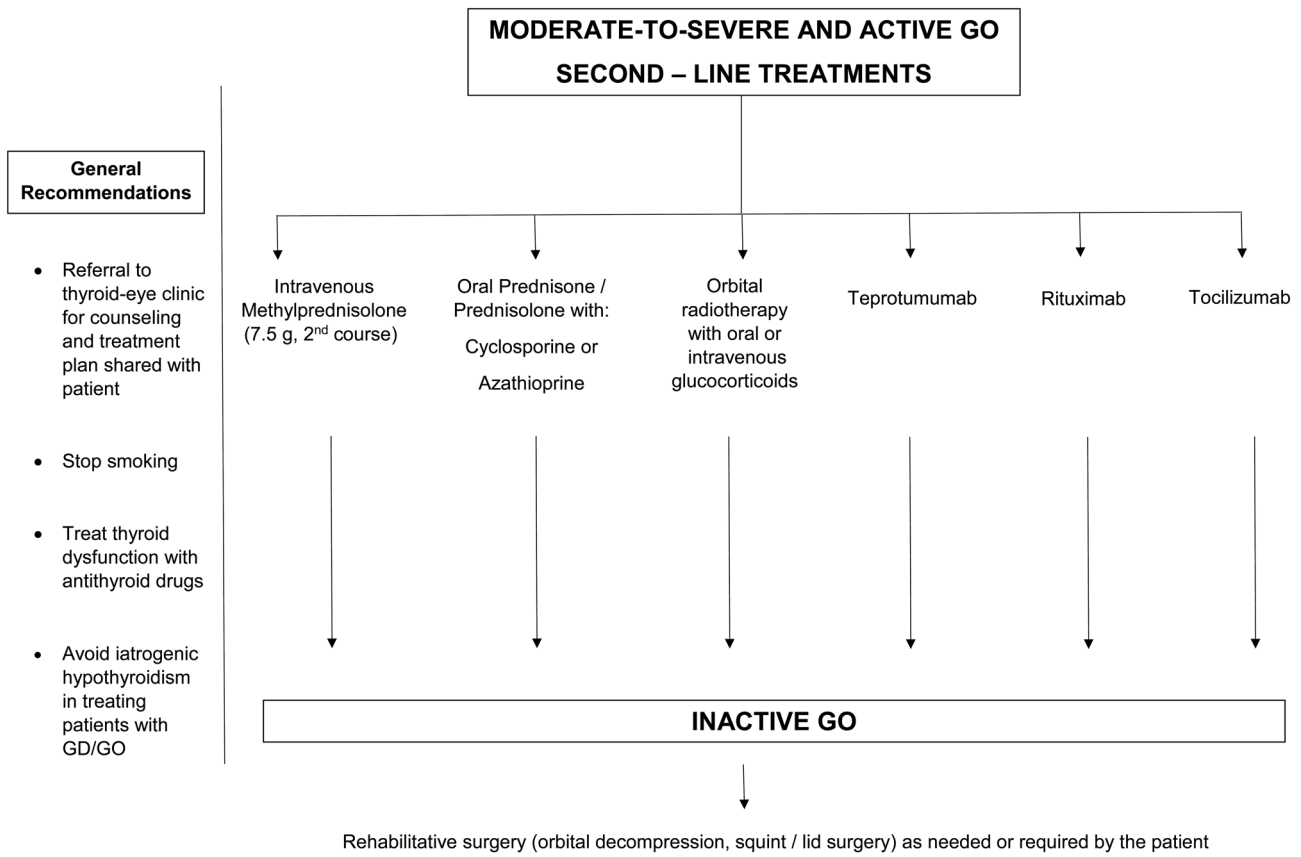 MODERATE-TO-SEVERE AND ACTIVE GO
SECOND – LINE TREATMENTS
General
Recommendations
• Referral to
thyroid-eye clinic
for counseling
and treatment
plan shared with
patient
• Stop smoking
• Treat thyroid
dysfunction with
antithyroid drugs
• Avoid iatrogenic
hypothyroidism
in treating
patients with
GD/GO
Intravenous
Methylprednisolone
(7.5 g, 2nd course)
Oral Prednisone /
Prednisolone with:
Cyclosporine or
Azathioprine
Orbital
radiotherapy
with oral or
intravenous
glucocorticoids
Teprotumumab
Rituximab
Tocilizumab
INACTIVE GO
Rehabilitative surgery (orbital decompression, squint / lid surgery) as needed or required by the patient